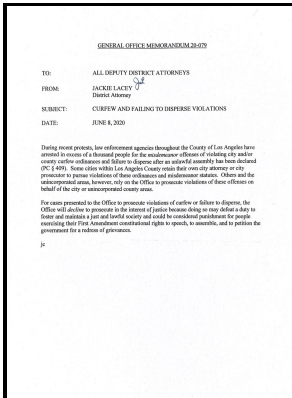 GENERAL OFFICE MEMORANDUM 20-079
TO: ALL DEPUTY DISTRICT ATTORNEYS
FROM: JACKIE LACEY
District Attorney
SUBJECT: CURFEW AND FAILING TO DISPERSE VIOLATIONS
DATE: JUNE 8, 2020
During recent protests, law enforcement agencies throughout the County of Los Angeles have
arrested in excess of a thousand people for the misdemeanor offenses of violating city and/or
county curfew ordinances and failure to disperse after an unlawful assembly has been declared
(PC § 409). Some cities within Los Angeles County retain their own city attorney or city
prosecutor to pursue violations of these ordinances and misdemeanor statutes. Others and the
unincorporated areas, however, rely on the Office to prosecute violations of these offenses on
behalf of the city or unincorporated county areas.
For cases presented to the Office to prosecute violations of curfew or failure to disperse, the
Office will decline to prosecute in the interest of justice because doing so may defeat a duty to
foster and maintain a just and lawful society and could be considered punishment for people
exercising their First Amendment constitutional rights to speech, to assemble, and to petition the
government for a redress of grievances.